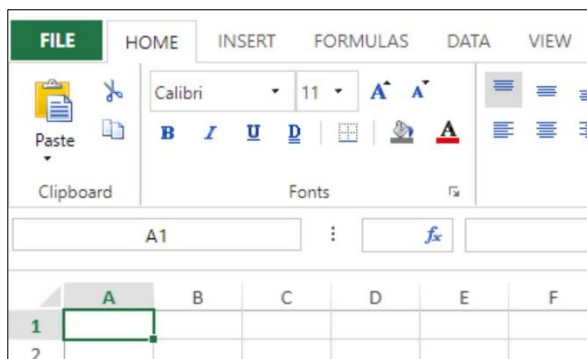 FILE HOME INSERT FORMULAS DATA VIEW
Calibri 11 A A
Paste B I U D A
Clipboard Fonts
A1 fx
A B C D E F
1
2